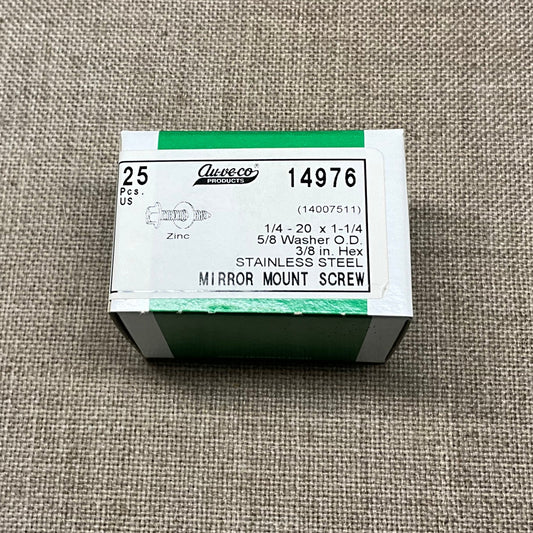 25
Pcs.
US
Au-ve-co®
PRODUCTS
14976
(14007511)
Zinc
1/4 - 20 x 1-1/4
5/8 Washer O.D.
3/8 in. Hex
STAINLESS STEEL
MIRROR MOUNT SCREW